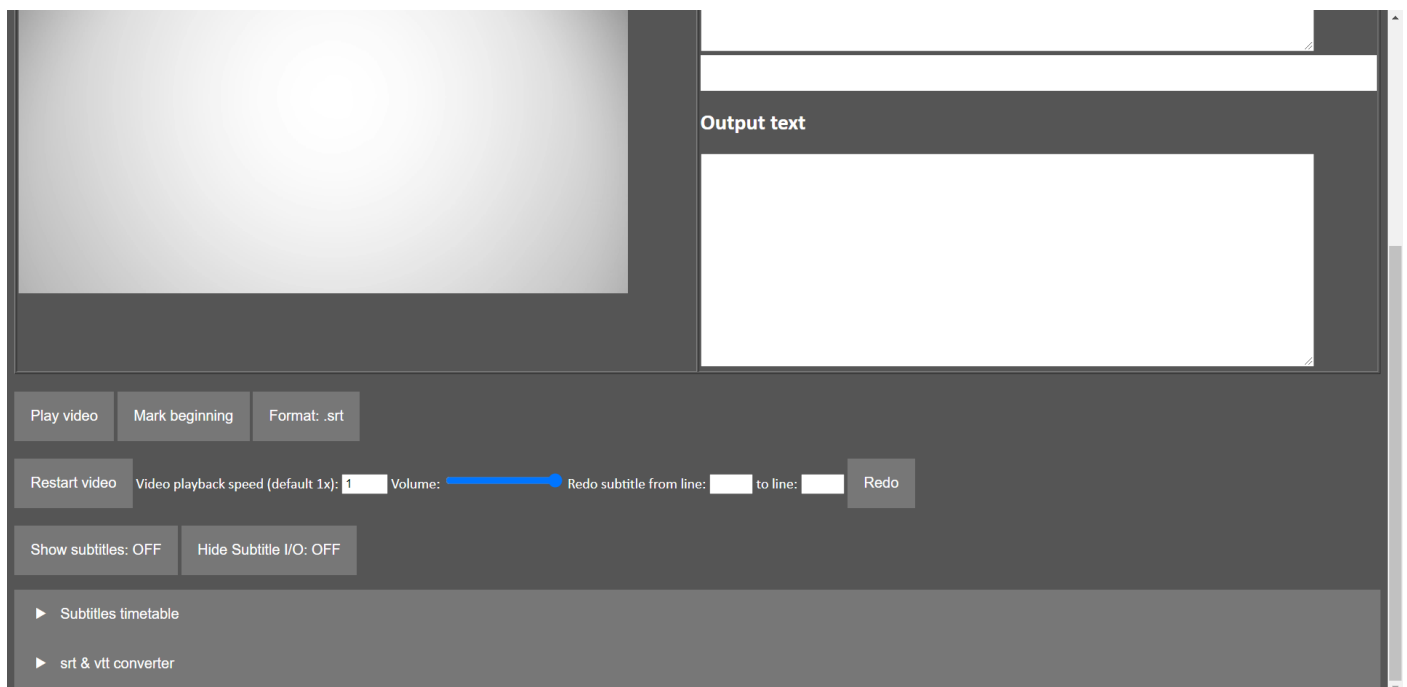 Output text
Play video Mark beginning Format: .srt
Restart video Video playback speed (default 1x): 1 Volume: Redo subtitle from line: to line: Redo
Show subtitles: OFF Hide Subtitle I/O: OFF
▶ Subtitles timetable
▶ srt & vtt converter